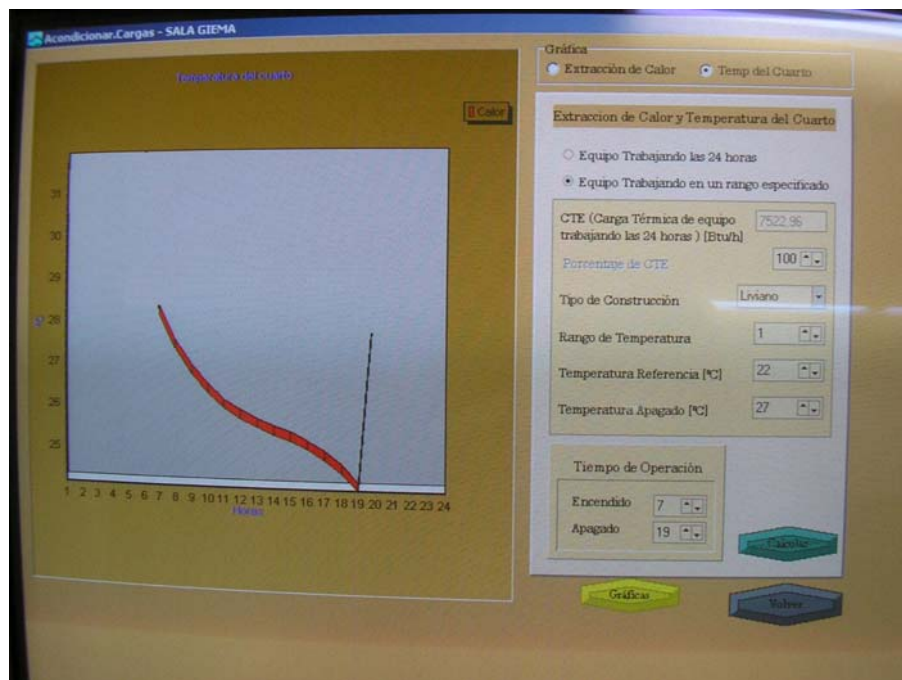 Acondicionar.Cargas - SALA GIEMA
Temperatura del cuarto
Calor
31
30
29
28
27
26
25
1 2 3 4 5 6 7 8 9 10 11 12 13 14 15 16 17 18 19 20 21 22 23 24
Horas
Gráfica
Extracción de Calor
Temp del Cuarto
Extraccion de Calor y Temperatura del Cuarto
Equipo Trabajando las 24 horas
Equipo Trabajando en un rango especificado
CTE (Carga Térmica de equipo
trabajando las 24 horas ) [Btu/h]
7522,96
Porcentaje de CTE
100
Tipo de Construcción
Liviano
Rango de Temperatura
1
Temperatura Referencia [ºC]
22
Temperatura Apagado [ºC]
27
Tiempo de Operación
Encendido
7
Apagado
19
Calcular
Gráficas
Volver